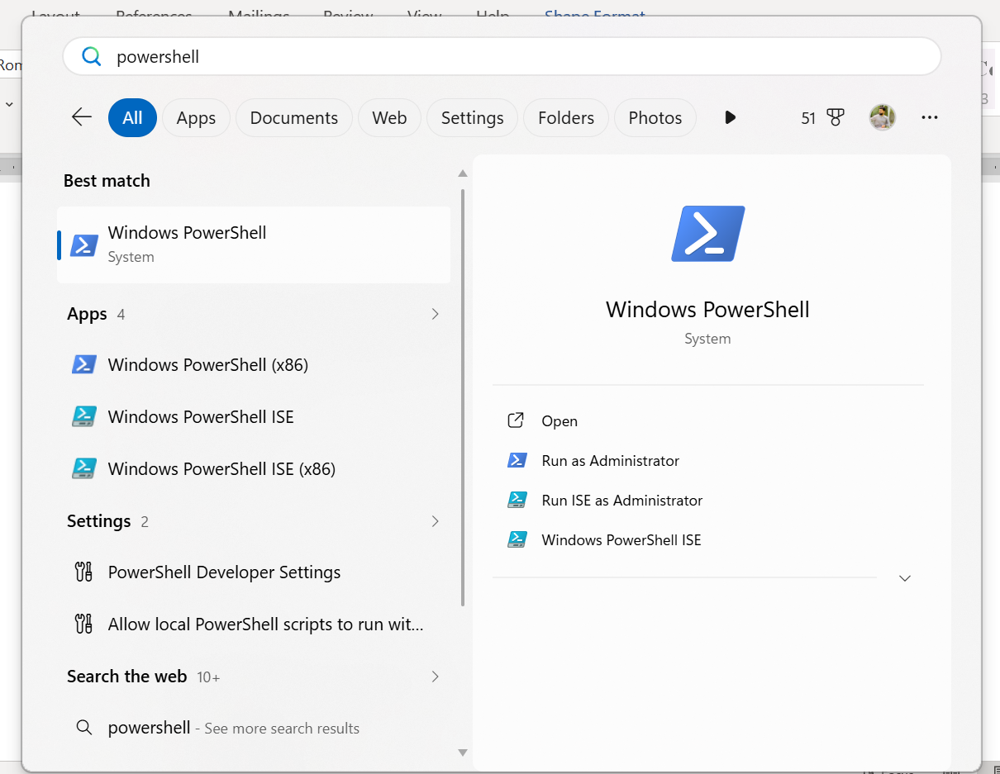 Layout References Mailings Review View Help Shape Format
Rom
powershell
All Apps Documents Web Settings Folders Photos 51
Best match
Windows PowerShell
System
Apps 4
Windows PowerShell (x86)
Windows PowerShell ISE
Windows PowerShell ISE (x86)
Settings 2
PowerShell Developer Settings
Allow local PowerShell scripts to run wit...
Search the web 10+
powershell - See more search results
Windows PowerShell
System
Open
Run as Administrator
Run ISE as Administrator
Windows PowerShell ISE